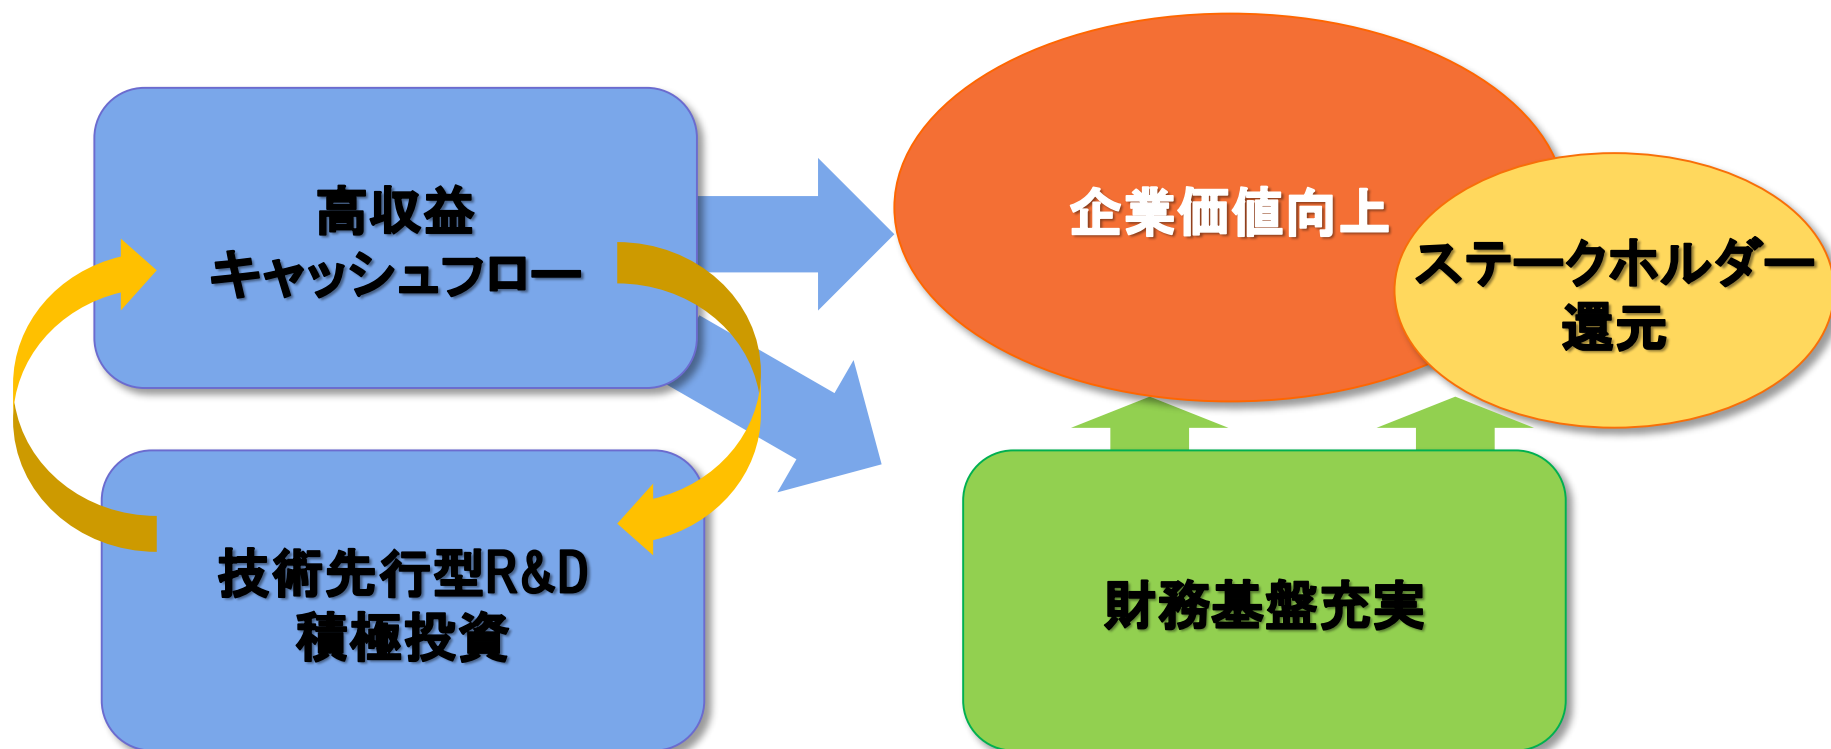 高収益
キャッシュフロー
企業価値向上
ステークホルダー
還元
技術先行型R&D
積極投資
財務基盤充実